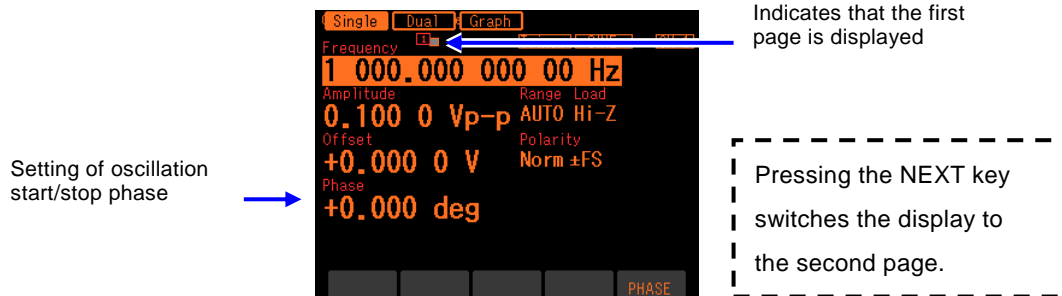 Indicates that the first
page is displayed
Single Dual Graph
1
Frequency
1 000.000 000 00 Hz
Amplitude Range Load
0.100 0 Vp-p AUTO Hi-Z
Offset Polarity
+0.000 0 V Norm ±FS
Phase
+0.000 deg
PHASE
Setting of oscillation
start/stop phase
Pressing the NEXT key
switches the display to
the second page.